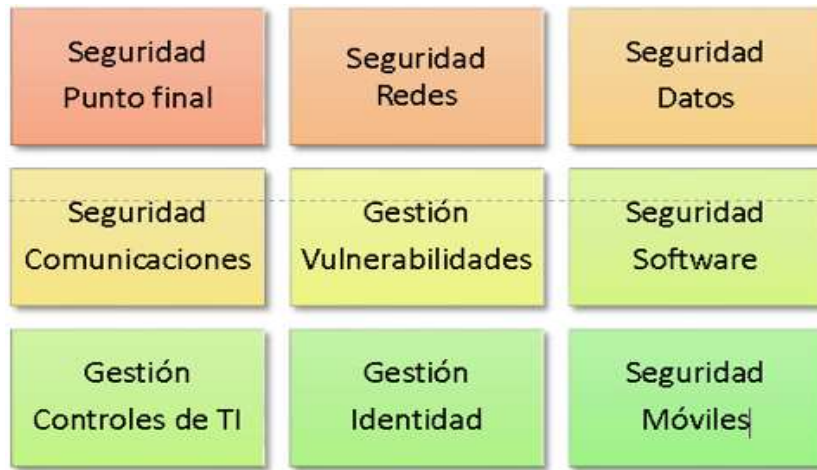 Seguridad
Punto final
Seguridad
Redes
Seguridad
Datos
Seguridad
Comunicaciones
Gestión
Vulnerabilidades
Seguridad
Software
Gestión
Controles de TI
Gestión
Identidad
Seguridad
Móviles